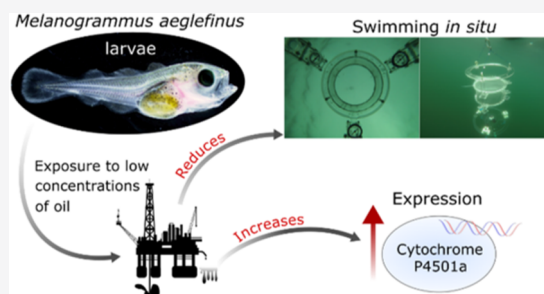 Melanogrammus aeglefinus
larvae
Swimming in situ
Exposure to low
concentrations
of oil
Reduces
Increases
Expression
Cytochrome
P4501a